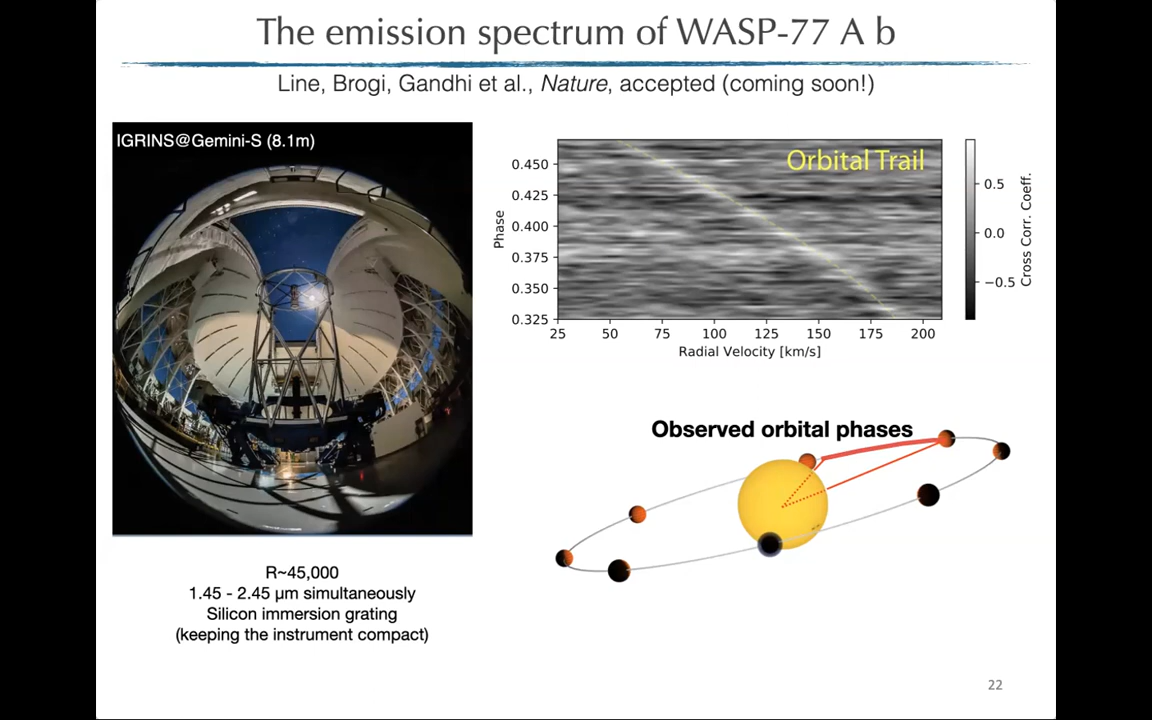 The emission spectrum of WASP-77 A b
Line, Brogi, Gandhi et al., Nature, accepted (coming soon!)
IGRINS@Gemini-S (8.1m)
R~45,000
1.45 - 2.45 μm simultaneously
Silicon immersion grating
(keeping the instrument compact)
Orbital Trail
Phase
0.450
0.425
0.400
0.375
0.350
0.325
25 50 75 100 125 150 175 200
Radial Velocity [km/s]
0.5
0.0
−0.5
Cross Corr. Coeff.
Observed orbital phases
22